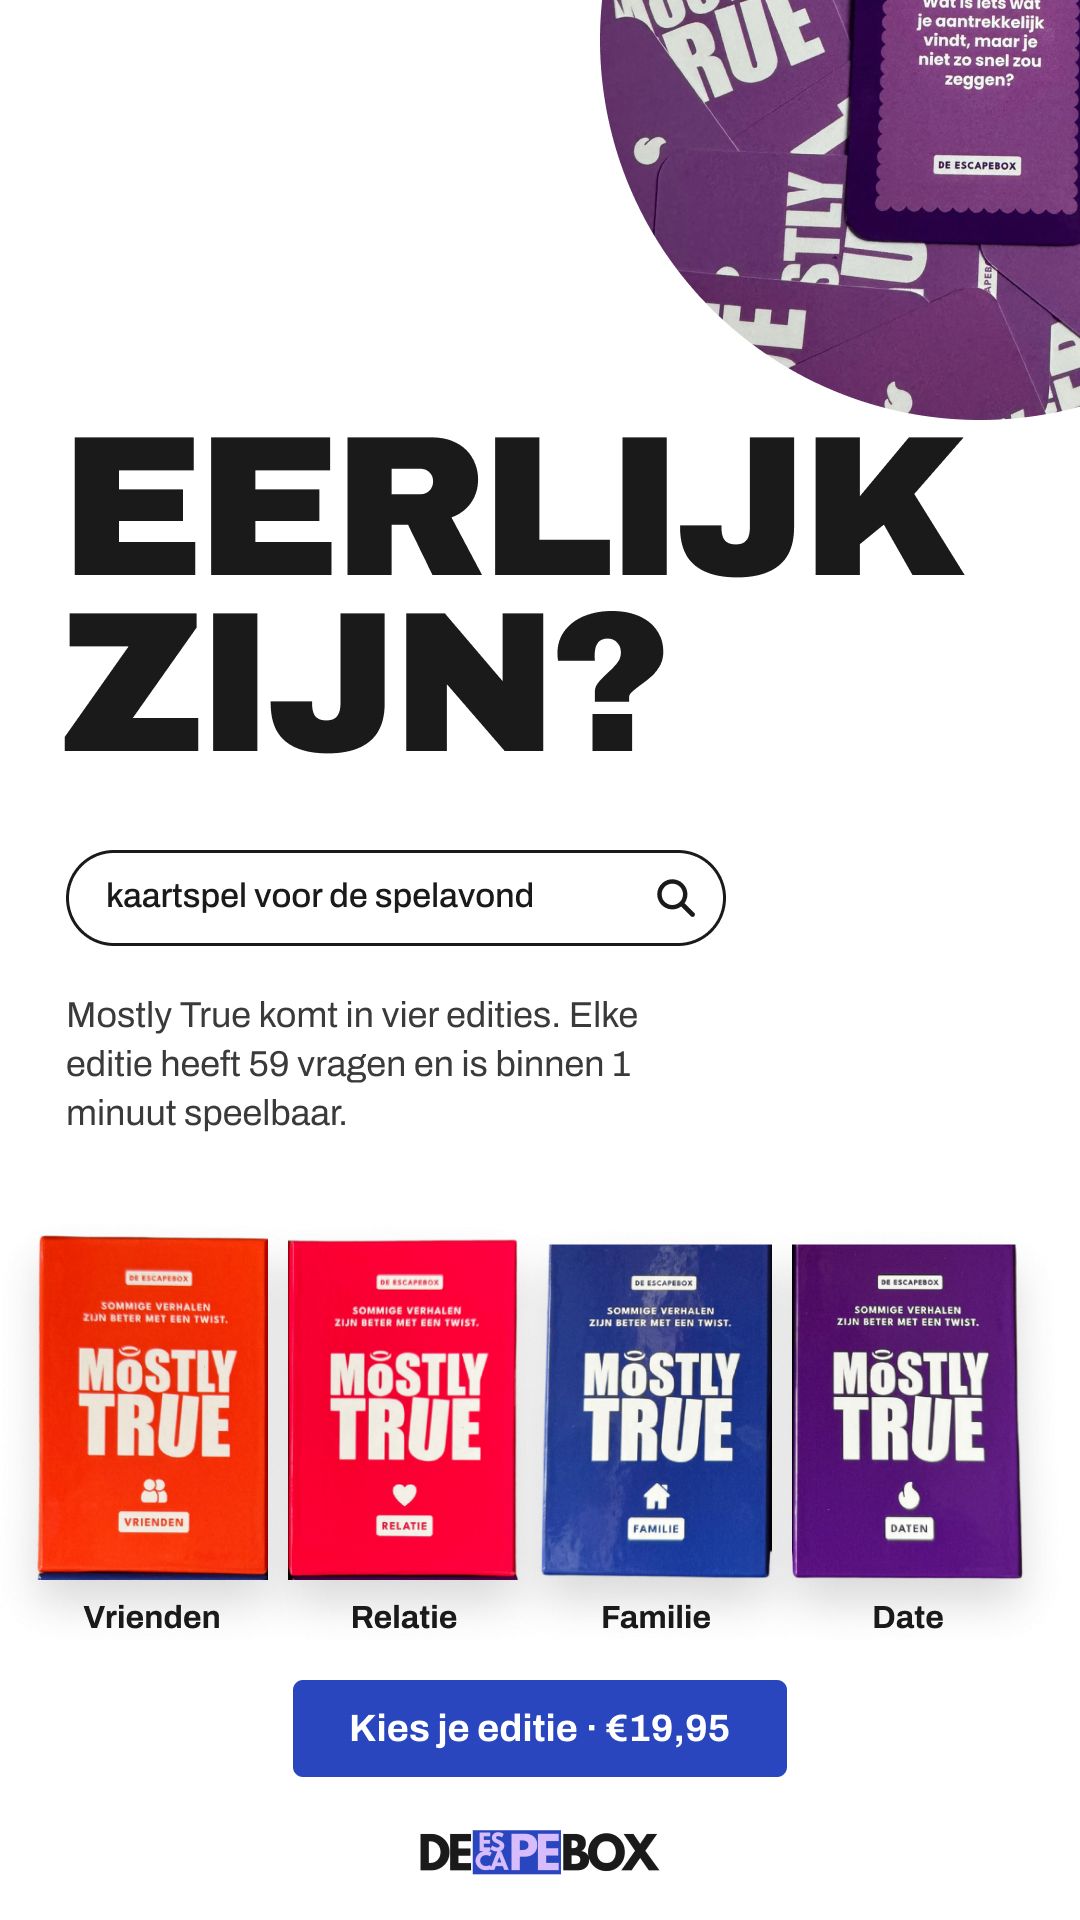 Wat is iets wat
je aantrekkelijk
vindt, maar je
niet zo snel zou
zeggen?
DE ESCAPEBOX
EERLIJK
ZIJN?
kaartspel voor de spelavond
Mostly True komt in vier edities. Elke
editie heeft 59 vragen en is binnen 1
minuut speelbaar.
DE ESCAPEBOX
SOMMIGE VERHALEN
ZIJN BETER MET EEN TWIST.
MOSTLY
TRUE
VRIENDEN
DE ESCAPEBOX
SOMMIGE VERHALEN
ZIJN BETER MET EEN TWIST.
MOSTLY
TRUE
RELATIE
DE ESCAPEBOX
SOMMIGE VERHALEN
ZIJN BETER MET EEN TWIST.
MOSTLY
TRUE
FAMILIE
DE ESCAPEBOX
SOMMIGE VERHALEN
ZIJN BETER MET EEN TWIST.
MOSTLY
TRUE
DATEN
Vrienden
Relatie
Familie
Date
Kies je editie · €19,95
DE ESCAPE BOX